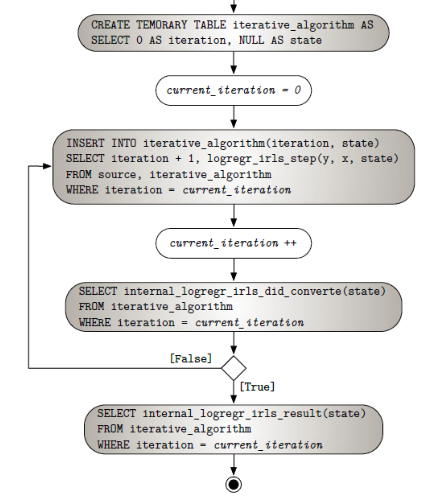 CREATE TEMORARY TABLE iterative_algorithm AS
SELECT 0 AS iteration, NULL AS state
current_iteration = 0
INSERT INTO iterative_algorithm(iteration, state)
SELECT iteration + 1, logregr_irls_step(y, x, state)
FROM source, iterative_algorithm
WHERE iteration = current_iteration
current_iteration ++
SELECT internal_logregr_irls_did_converte(state)
FROM iterative_algorithm
WHERE iteration = current_iteration
[False]
[True]
SELECT internal_logregr_irls_result(state)
FROM iterative_algorithm
WHERE iteration = current_iteration